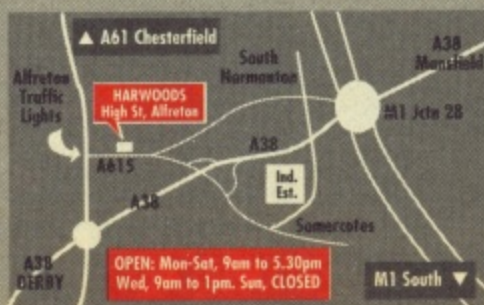 ▲ A61 Chesterfield
A38
Mansfield
South
Normanton
Alfreton
Traffic
Lights
HARWOODS
High St, Alfreton
M1 Jctn 28
A38
A615
Ind.
Est.
A38
Somercotes
A38
DERBY
OPEN: Mon-Sat, 9am to 5.30pm
Wed, 9am to 1pm. Sun, CLOSED
M1 South ▼